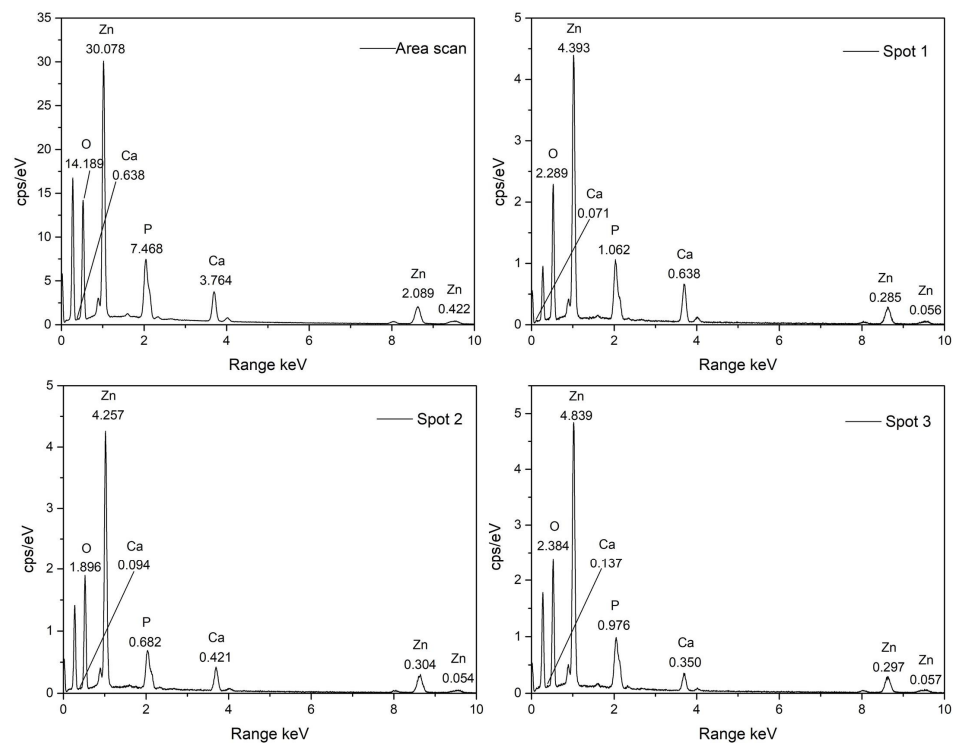 35
30
25
20
15
10
5
0
cps/eV
Zn
30.078
Area scan
O
14.189
Ca
0.638
P
7.468
Ca
3.764
Zn
2.089
Zn
0.422
0 2 4 6 8 10
Range keV
5
4
3
2
1
0
cps/eV
Zn
4.393
Spot 1
O
2.289
Ca
0.071
P
1.062
Ca
0.638
Zn
0.285
Zn
0.056
0 2 4 6 8 10
Range keV
5
4
3
2
1
0
cps/eV
Zn
4.257
Spot 2
O
1.896
Ca
0.094
P
0.682
Ca
0.421
Zn
0.304
Zn
0.054
0 2 4 6 8 10
Range keV
5
4
3
2
1
0
cps/eV
Zn
4.839
Spot 3
O
2.384
Ca
0.137
P
0.976
Ca
0.350
Zn
0.297
Zn
0.057
0 2 4 6 8 10
Range keV